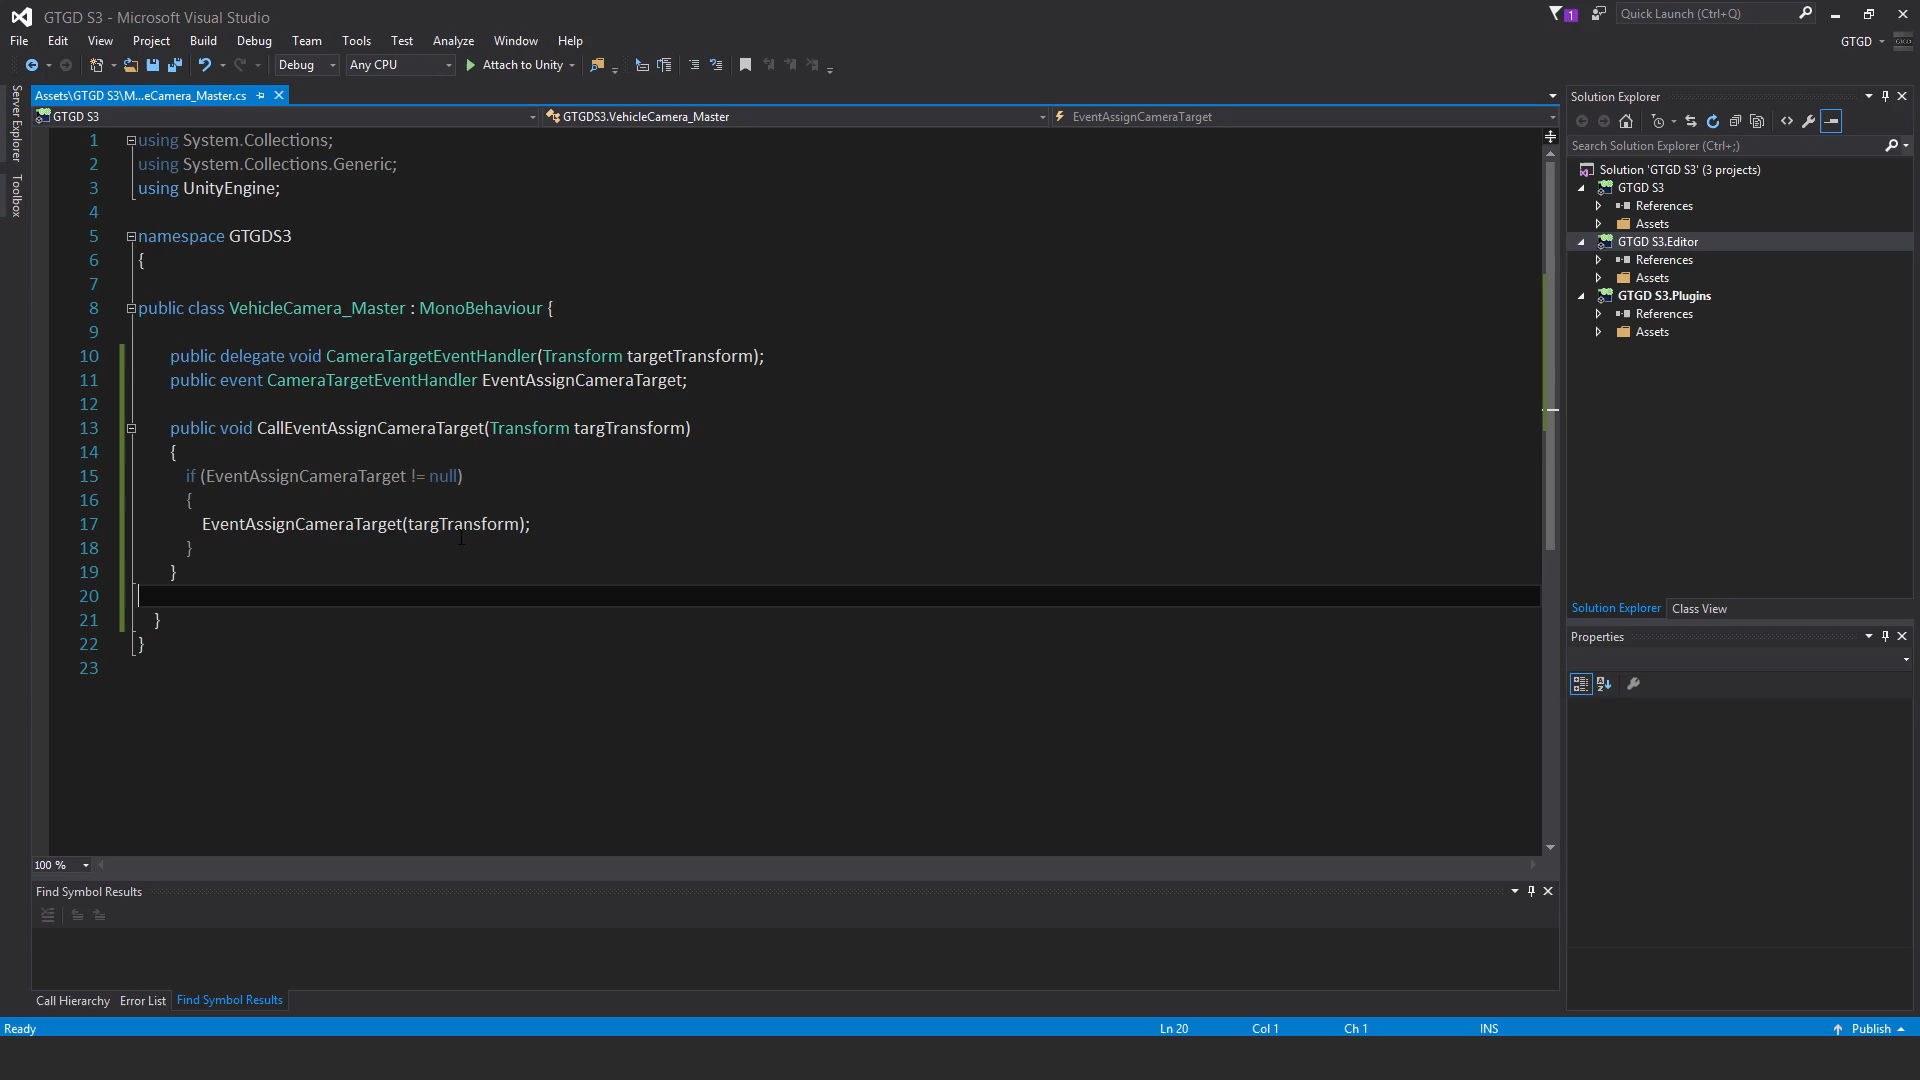 GTGD S3 - Microsoft Visual Studio
1
Quick Launch (Ctrl+Q)
File Edit View Project Build Debug Team Tools Test Analyze Window Help
GTGD
Debug Any CPU Attach to Unity
Server Explorer
Toolbox
Assets\GTGD S3\M...eCamera_Master.cs
GTGD S3 GTGDS3.VehicleCamera_Master EventAssignCameraTarget
1 using System.Collections;
2 using System.Collections.Generic;
3 using UnityEngine;
4
5 namespace GTGDS3
6 {
7
8 public class VehicleCamera_Master : MonoBehaviour {
9
10 public delegate void CameraTargetEventHandler(Transform targetTransform);
11 public event CameraTargetEventHandler EventAssignCameraTarget;
12
13 public void CallEventAssignCameraTarget(Transform targTransform)
14 {
15 if (EventAssignCameraTarget != null)
16 {
17 EventAssignCameraTarget(targTransform);
18 }
19 }
20
21 }
22 }
23
100 %
Find Symbol Results
Call Hierarchy Error List Find Symbol Results
Solution Explorer
Search Solution Explorer (Ctrl+;)
Solution 'GTGD S3' (3 projects)
GTGD S3
References
Assets
GTGD S3.Editor
References
Assets
GTGD S3.Plugins
References
Assets
Solution Explorer Class View
Properties
Ready Ln 20 Col 1 Ch 1 INS Publish